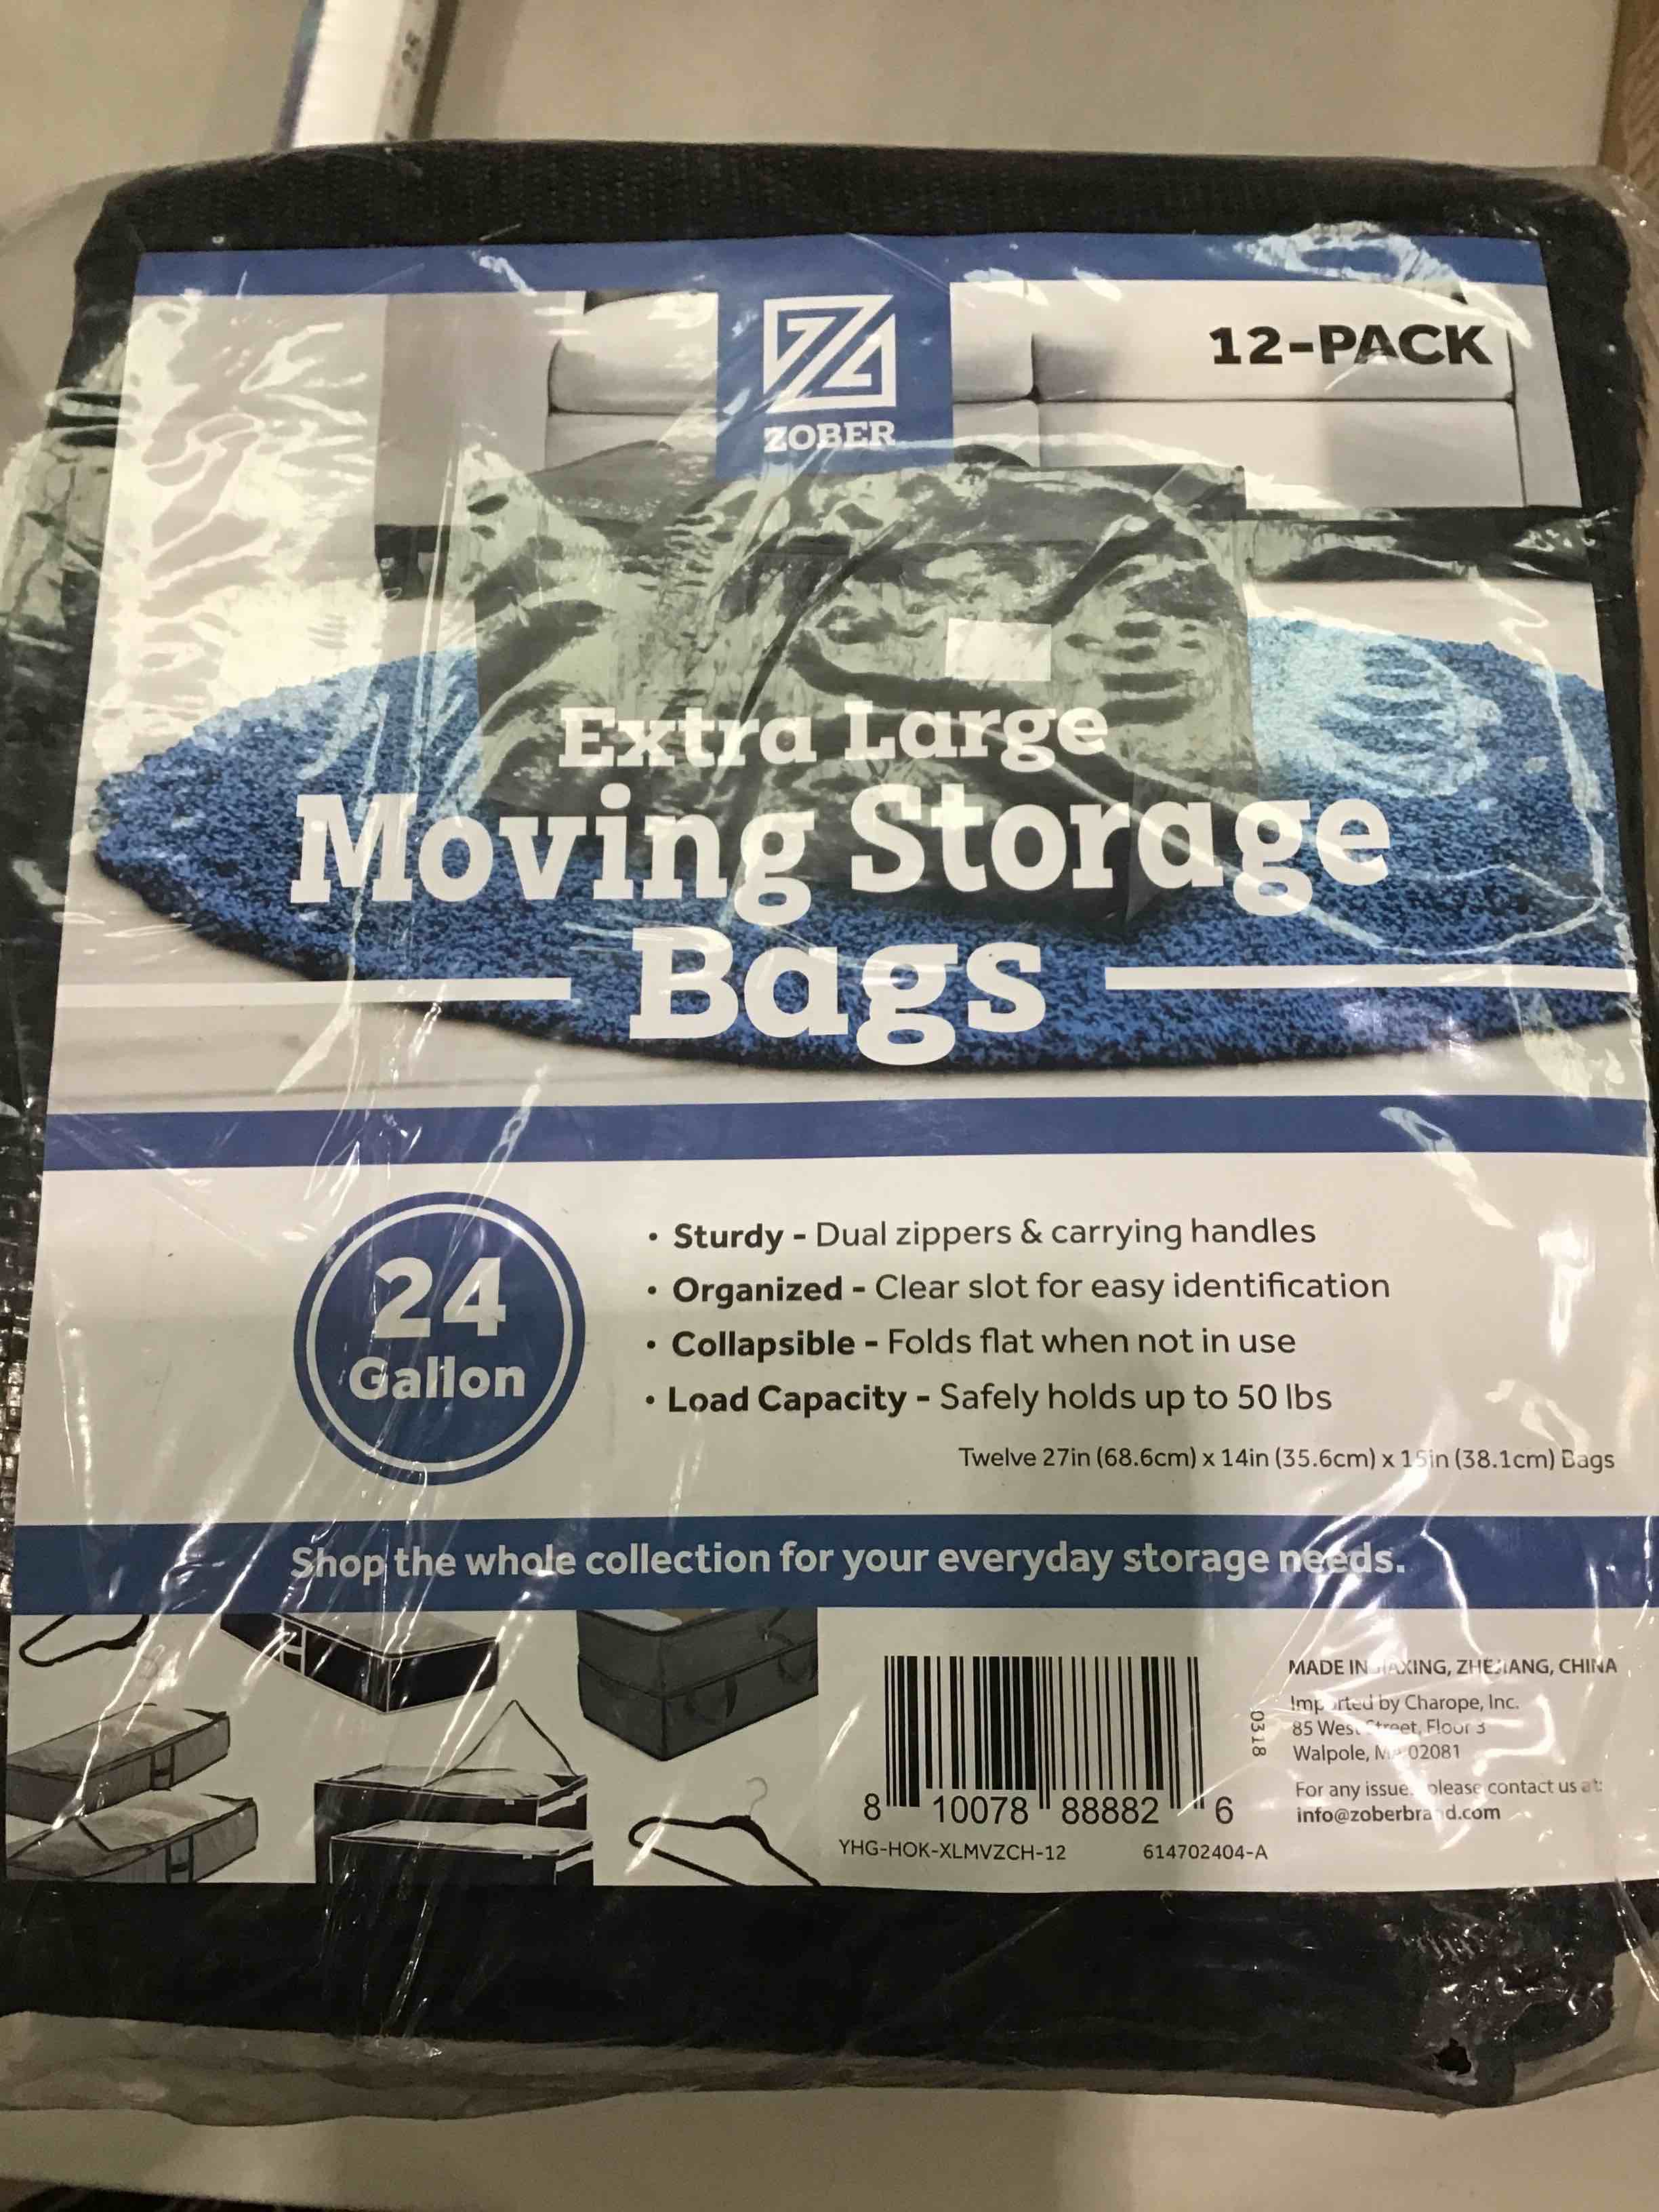 12-PACK
ZOBER
Extra Large
Moving Storage
Bags
24
Gallon
• Sturdy - Dual zippers & carrying handles
• Organized - Clear slot for easy identification
• Collapsible - Folds flat when not in use
• Load Capacity - Safely holds up to 50 lbs
Twelve 27in (68.6cm) x 14in (35.6cm) x 15in (38.1cm) Bags
Shop the whole collection for your everyday storage needs.
8 10078 88882 6
YHG-HOK-XLMVZCH-12 614702404-A
0318
MADE IN JIAXING, ZHEJIANG, CHINA
Imported by Charope, Inc.
85 West Street, Floor 3
Walpole, MA 02081
For any issue please contact us at:
info@zoberbrand.com